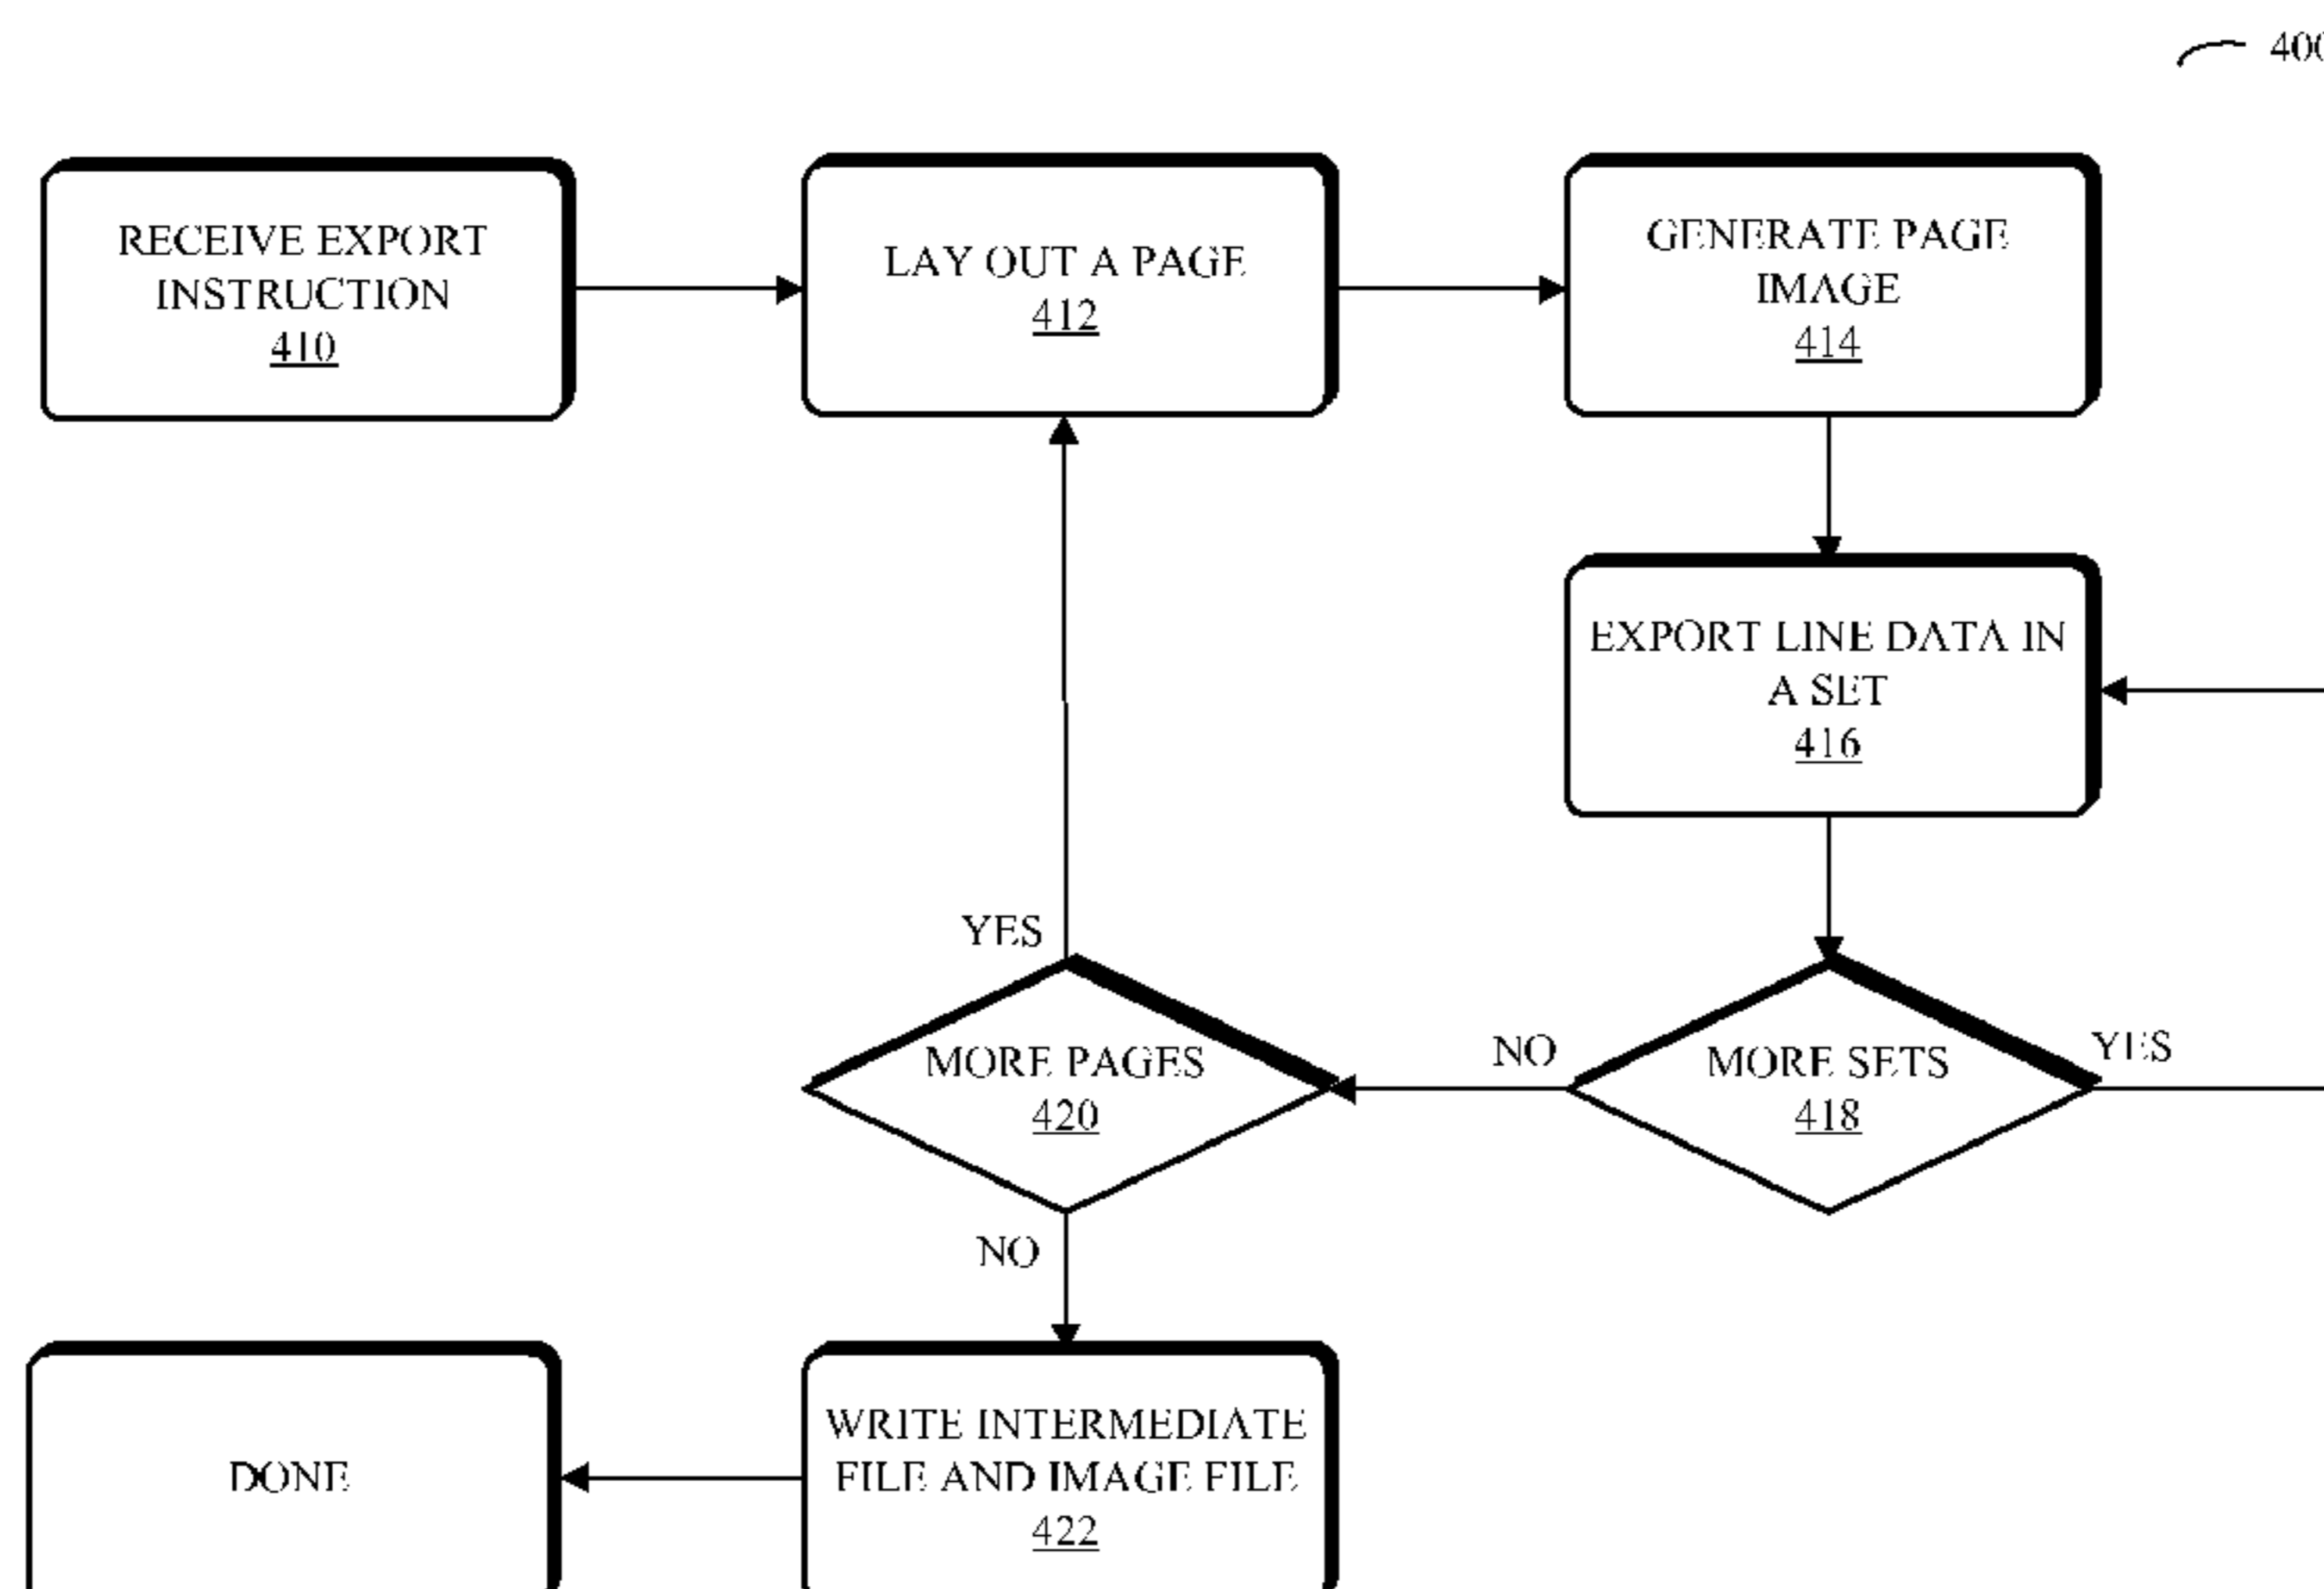 400
RECEIVE EXPORT
INSTRUCTION
410
LAY OUT A PAGE
412
GENERATE PAGE
IMAGE
414
EXPORT LINE DATA IN
A SET
416
YES
MORE PAGES
420
NO
MORE SETS
418
YES
NO
DONE
WRITE INTERMEDIATE
FILE AND IMAGE FILE
422